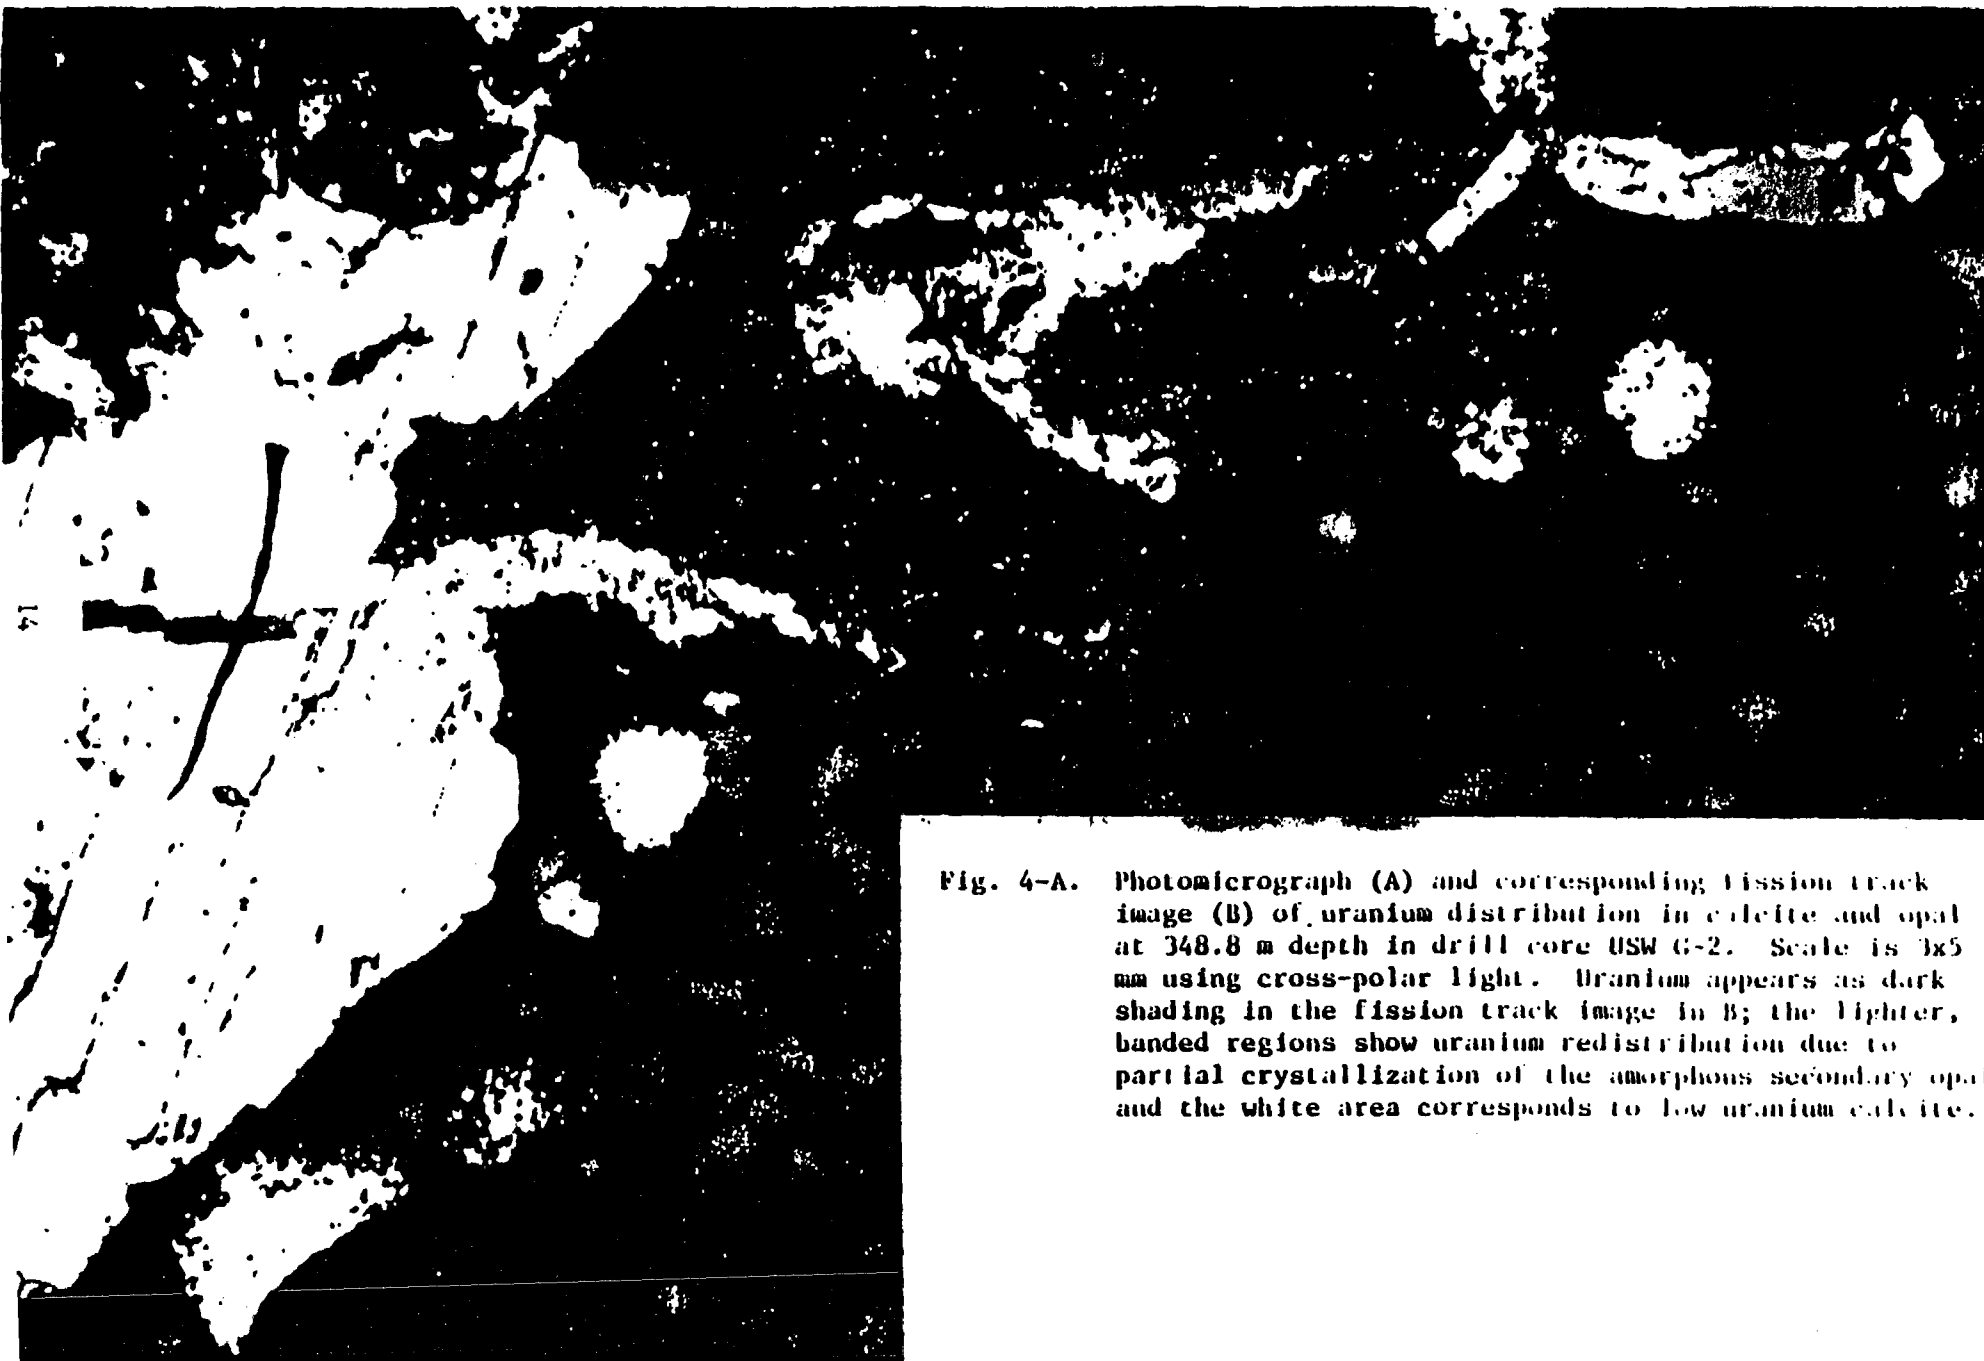 14
Fig. 4-A. Photomicrograph (A) and corresponding fission track
image (B) of uranium distribution in calcite and opal
at 348.8 m depth in drill core USW G-2. Scale is 3x5
mm using cross-polar light. Uranium appears as dark
shading in the fission track image in B; the lighter,
banded regions show uranium redistribution due to
partial crystallization of the amorphous secondary opal
and the white area corresponds to low uranium calcite.